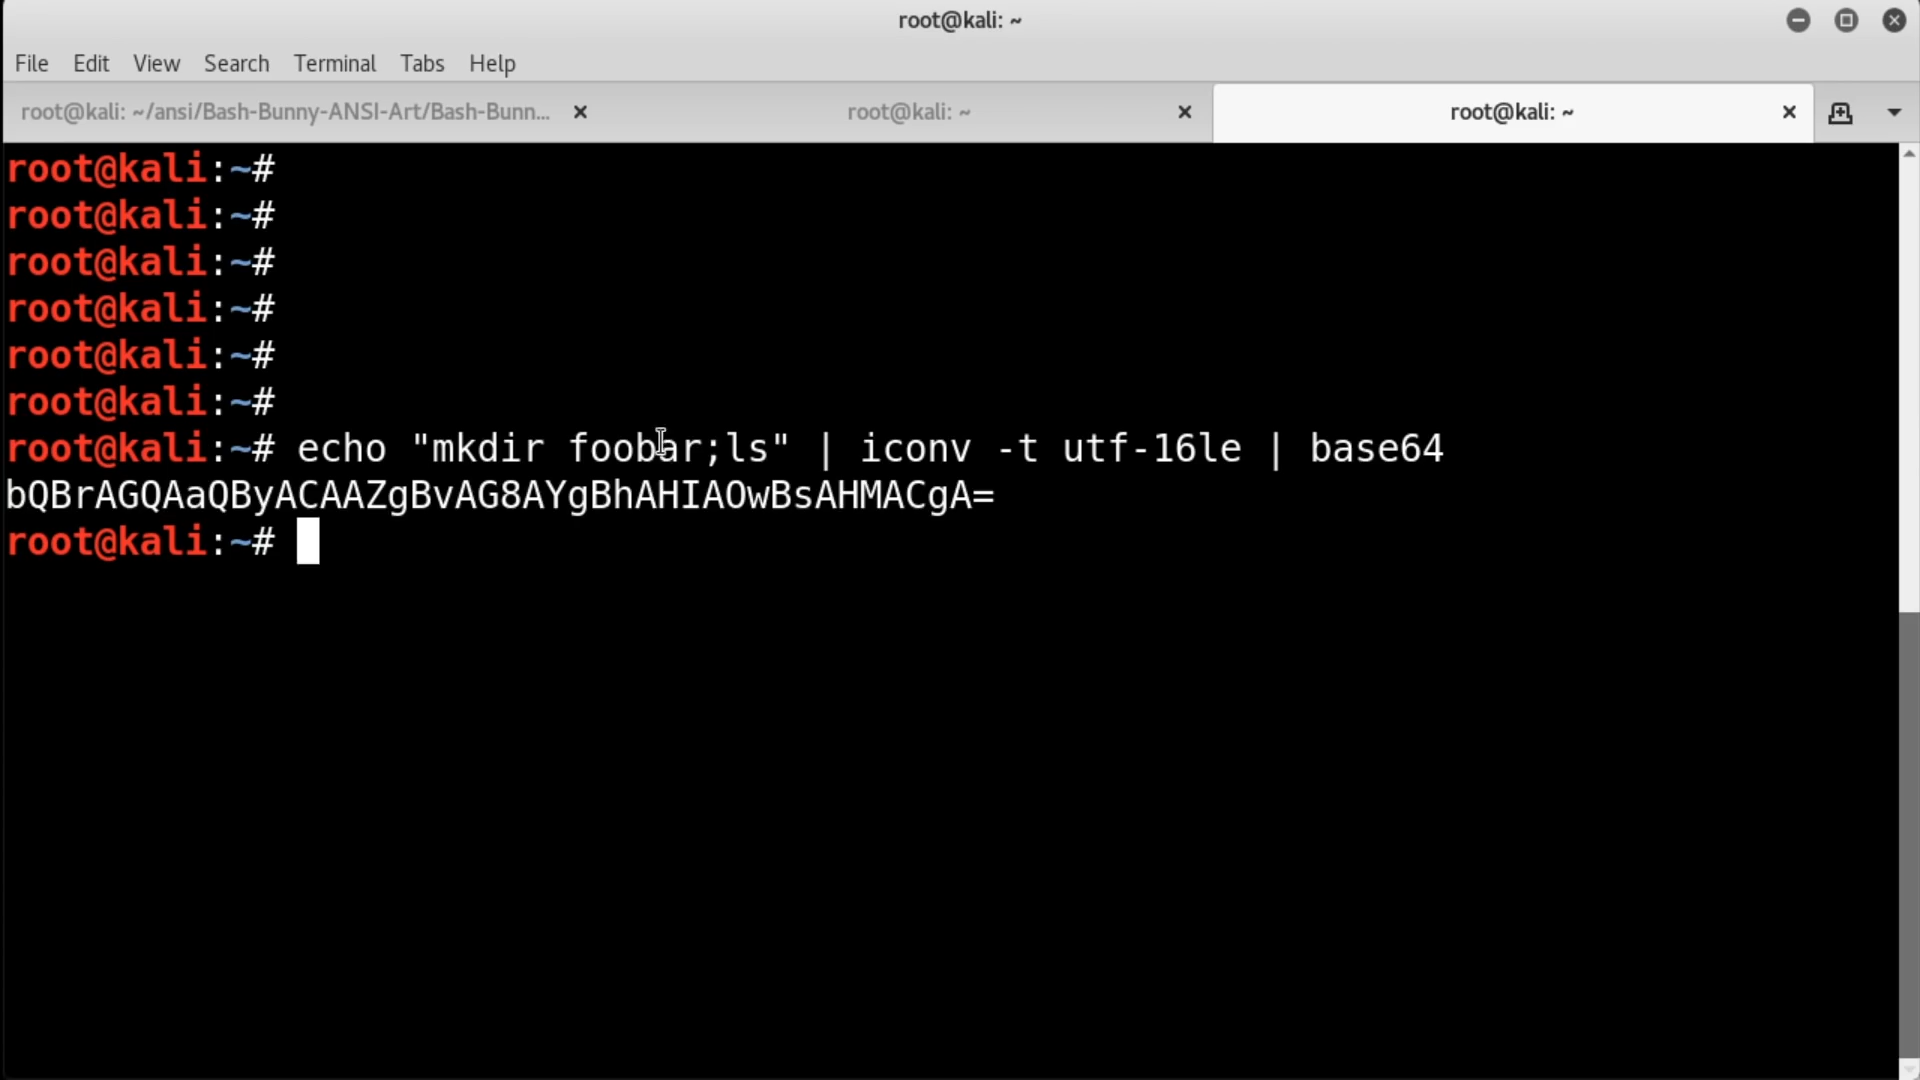 root@kali: ~
File Edit View Search Terminal Tabs Help
root@kali: ~/ansi/Bash-Bunny-ANSI-Art/Bash-Bunn... root@kali: ~ root@kali: ~
root@kali:~#
root@kali:~#
root@kali:~#
root@kali:~#
root@kali:~#
root@kali:~#
root@kali:~# echo "mkdir foobar;ls" | iconv -t utf-16le | base64
bQBrAGQAaQByACAAZgBvAG8AYgBhAHIAOwBsAHMACgA=
root@kali:~#